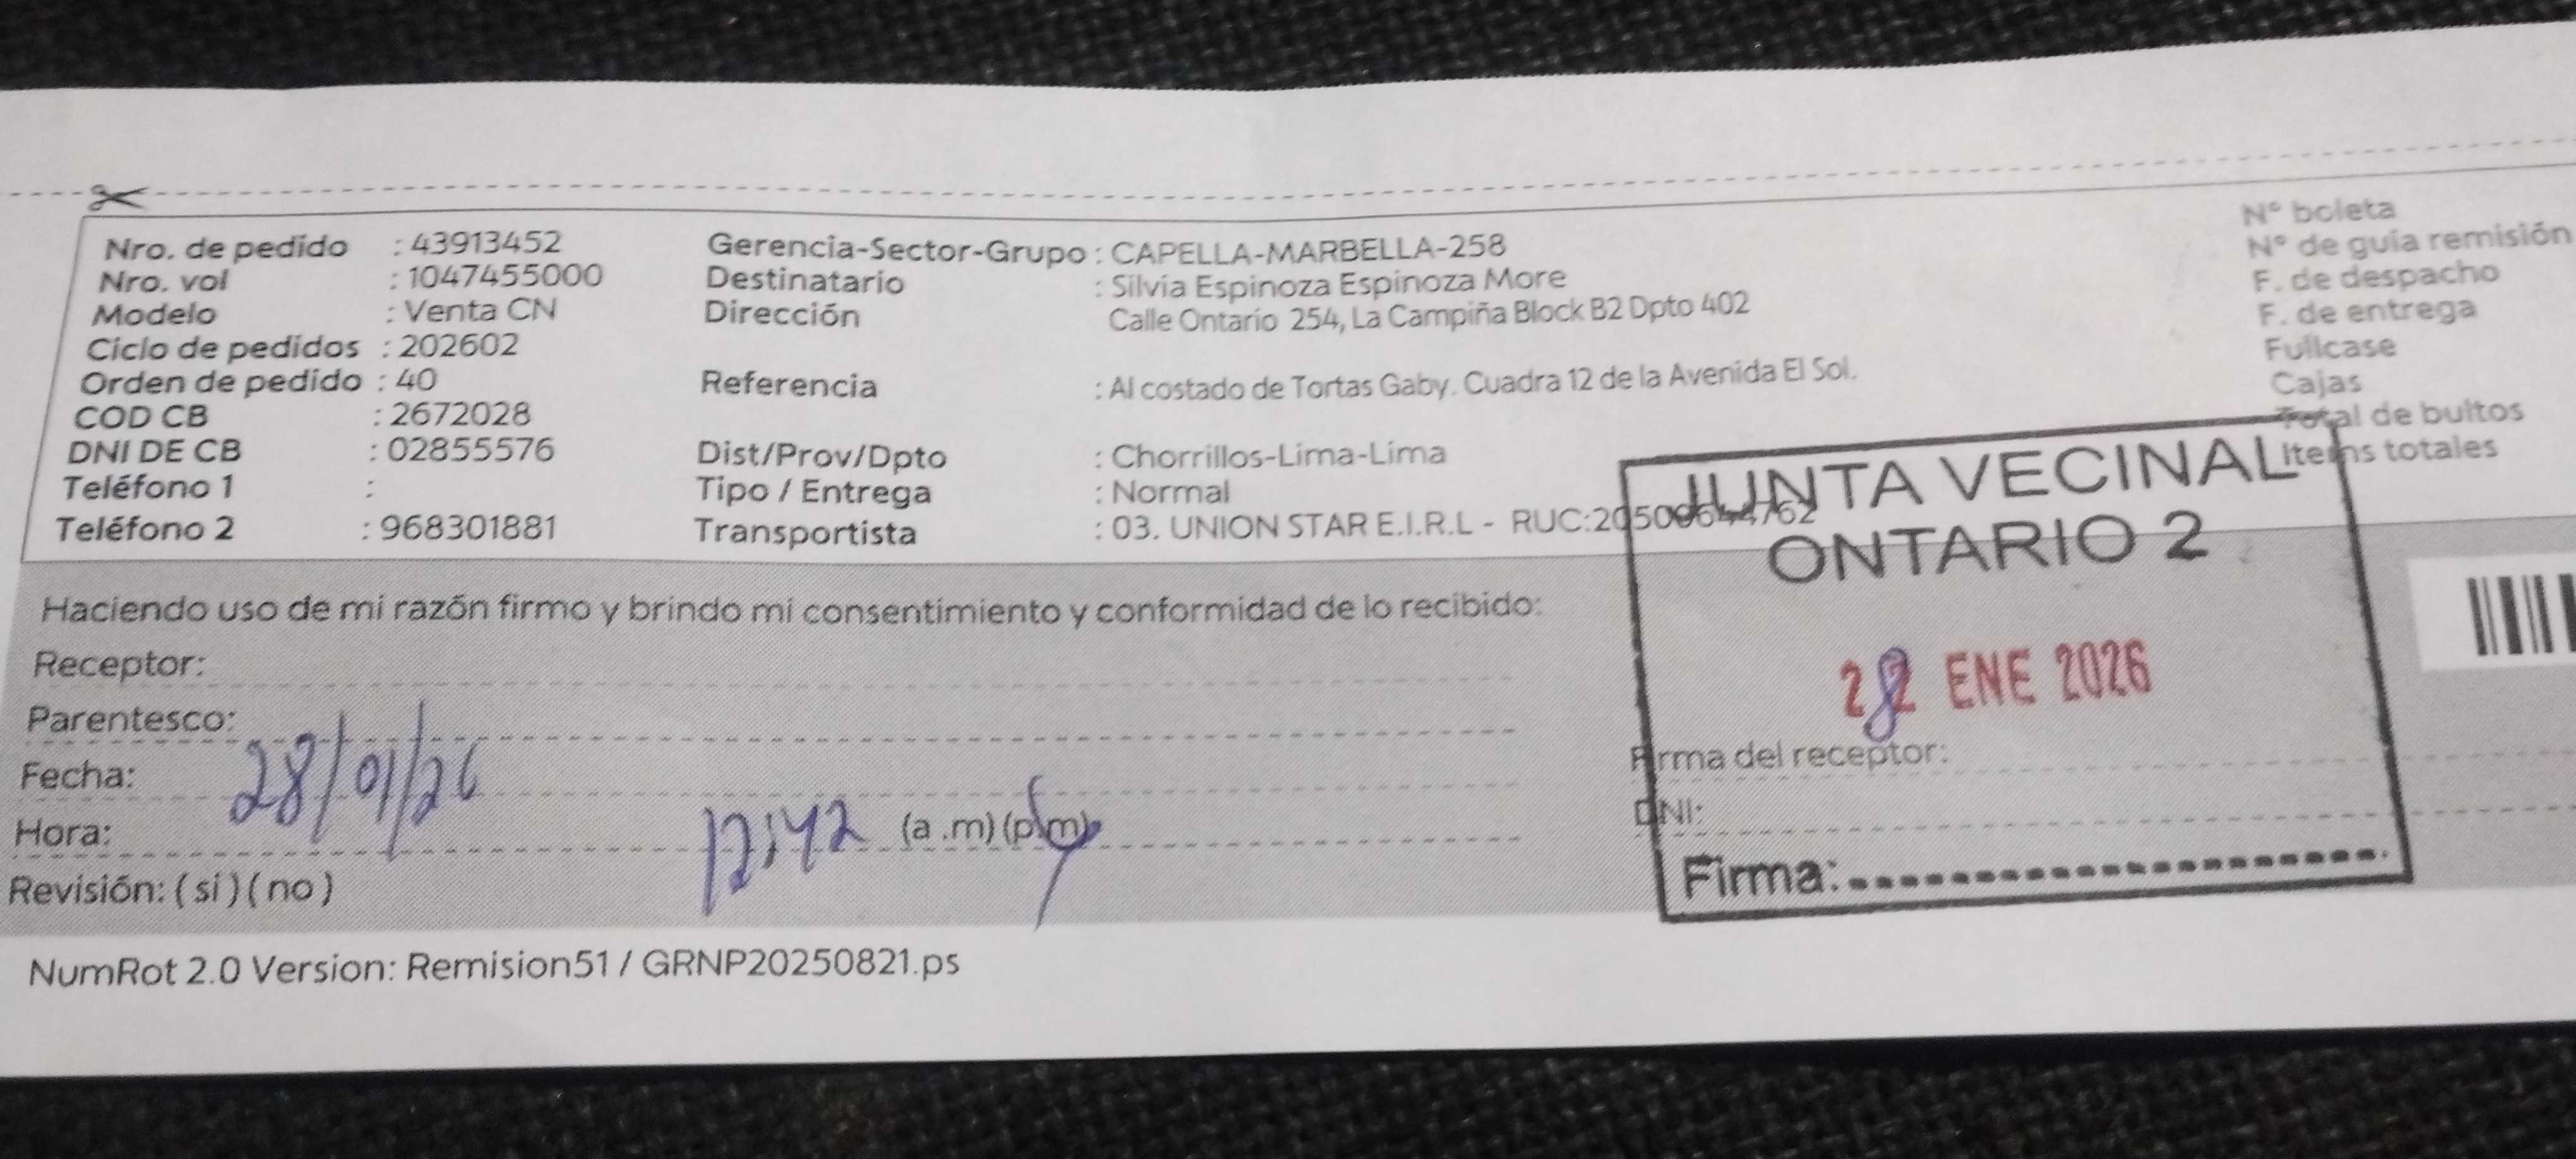 Nro. de pedido : 43913452
Nro. vol : 1047455000
Modelo : Venta CN
Ciclo de pedidos : 202602
Orden de pedido : 40
COD CB : 2672028
DNI DE CB : 02855576
Teléfono 1 :
Teléfono 2 : 968301881
Gerencia-Sector-Grupo : CAPELLA-MARBELLA-258
Destinatario : Silvia Espinoza Espinoza More
Dirección Calle Ontario 254, La Campiña Block B2 Dpto 402
Referencia : Al costado de Tortas Gaby. Cuadra 12 de la Avenida El Sol.
Dist/Prov/Dpto : Chorrillos-Lima-Lima
Tipo / Entrega : Normal
Transportista : 03. UNION STAR E.I.R.L - RUC:
N° boleta
N° de guia remisión
F. de despacho
F. de entrega
Fullcase
Cajas
Total de bultos
Items totales
Haciendo uso de mi razón firmo y brindo mi consentimiento y conformidad de lo recibido:
Receptor:
Parentesco:
Fecha: 28/01/26
Hora: 12:42 (a .m) (p.m)
Revisión: ( si ) ( no )
JUNTA VECINAL
ONTARIO 2
28 ENE 2026
Firma del receptor:
DNI:
Firma:
NumRot 2.0 Version: Remision51 / GRNP20250821.ps